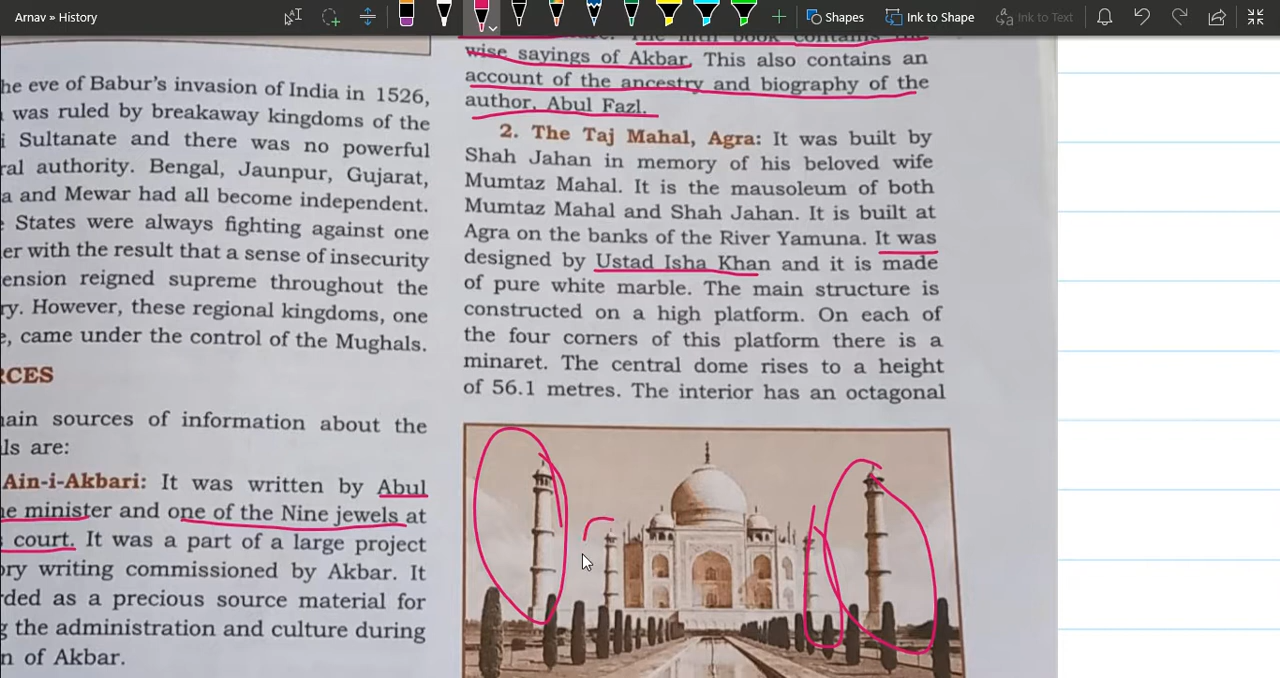 Arnav » History
Shapes
Ink to Shape
Ink to Text
he eve of Babur's invasion of India in 1526,
was ruled by breakaway kingdoms of the
i Sultanate and there was no powerful
ral authority. Bengal, Jaunpur, Gujarat,
a and Mewar had all become independent.
States were always fighting against one
er with the result that a sense of insecurity
ension reigned supreme throughout the
ry. However, these regional kingdoms, one
e, came under the control of the Mughals.
RCES
ain sources of information about the
ls are:
Ain-i-Akbari: It was written by Abul
e minister and one of the Nine jewels at
court. It was a part of a large project
ory writing commissioned by Akbar. It
rded as a precious source material for
g the administration and culture during
n of Akbar.
The fifth book contains the
wise sayings of Akbar. This also contains an
account of the ancestry and biography of the
author, Abul Fazl.
2. The Taj Mahal, Agra: It was built by
Shah Jahan in memory of his beloved wife
Mumtaz Mahal. It is the mausoleum of both
Mumtaz Mahal and Shah Jahan. It is built at
Agra on the banks of the River Yamuna. It was
designed by Ustad Isha Khan and it is made
of pure white marble. The main structure is
constructed on a high platform. On each of
the four corners of this platform there is a
minaret. The central dome rises to a height
of 56.1 metres. The interior has an octagonal